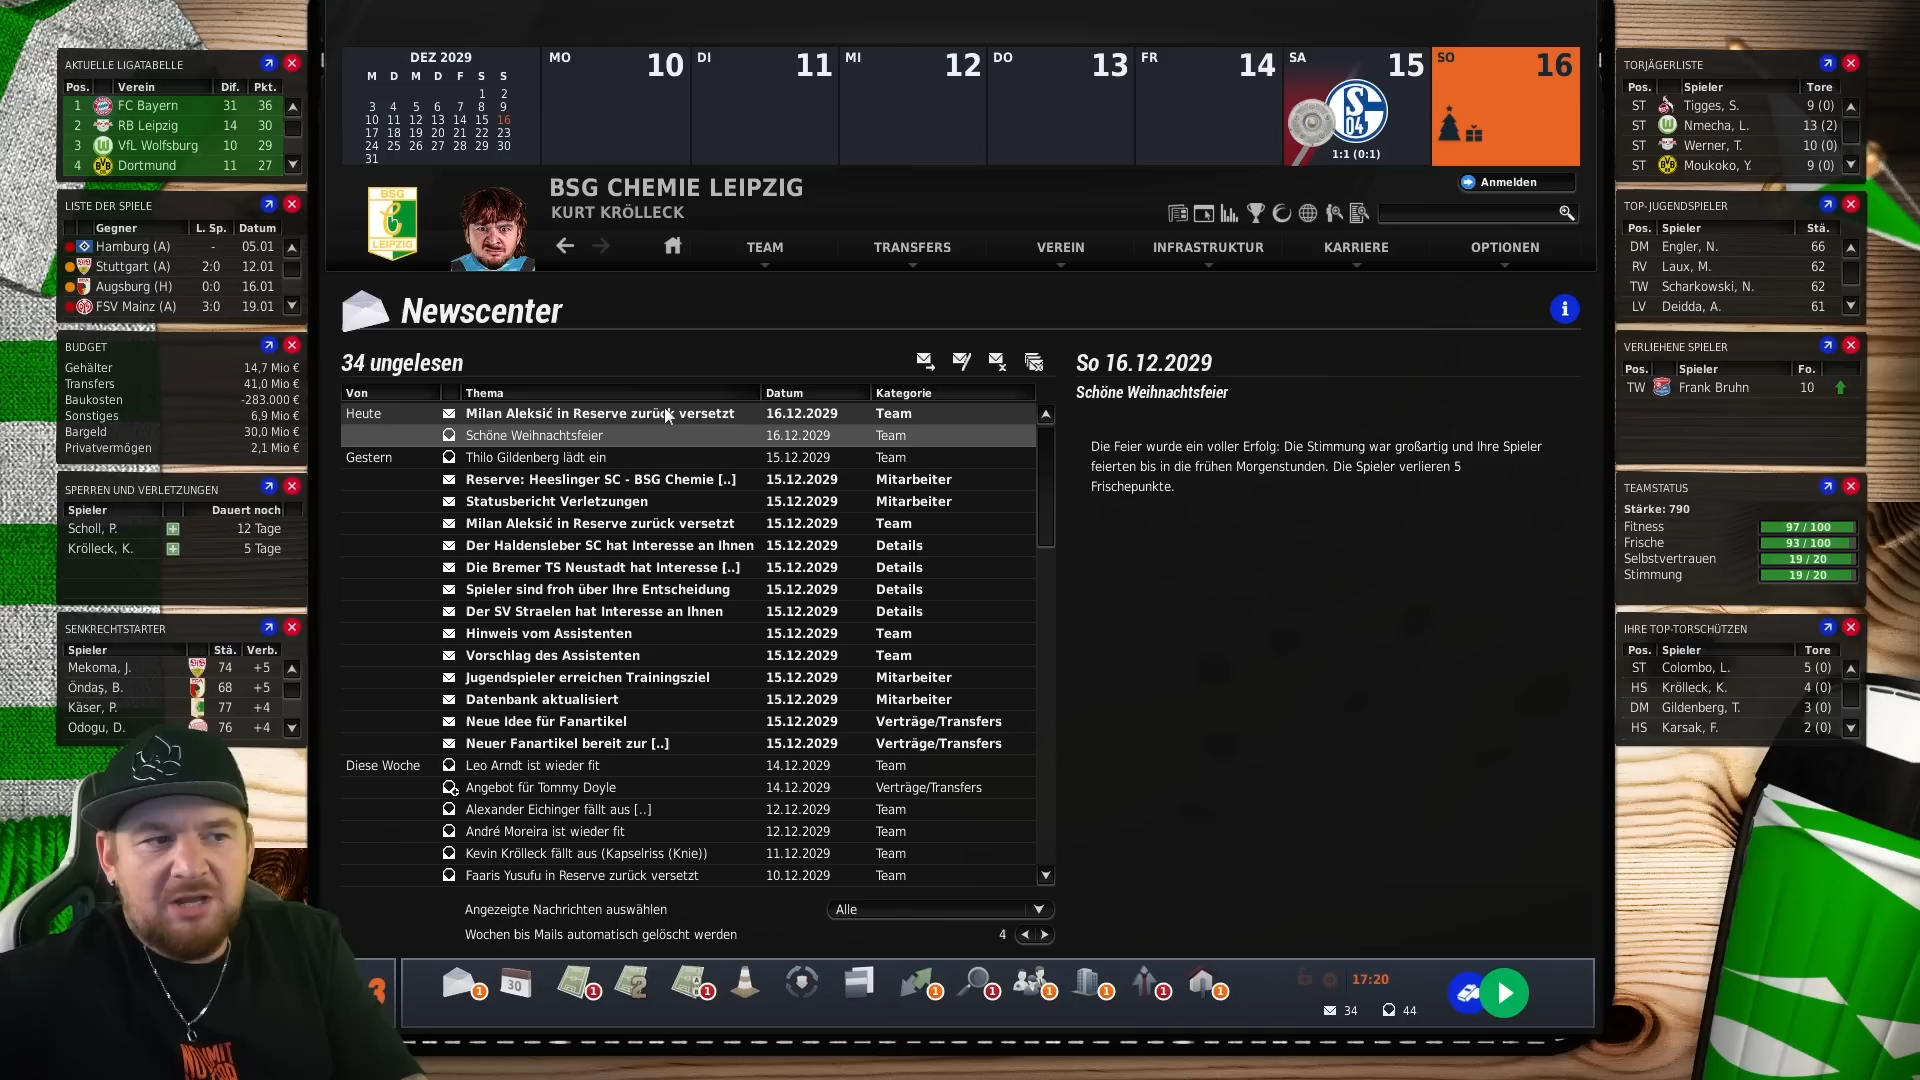 AKTUELLE LIGATABELLE
Pos. Verein Dif. Pkt.
1 FC Bayern 31 36
2 RB Leipzig 14 30
3 VfL Wolfsburg 10 29
4 Dortmund 11 27
LISTE DER SPIELE
Gegner L. Sp. Datum
Hamburg (A) - 05.01
Stuttgart (A) 2:0 12.01
Augsburg (H) 0:0 16.01
FSV Mainz (A) 3:0 19.01
BUDGET
Gehälter 14,7 Mio €
Transfers 41,0 Mio €
Baukosten -283.000 €
Sonstiges 6,9 Mio €
Bargeld 30,0 Mio €
Privatvermögen 2,1 Mio €
SPERREN UND VERLETZUNGEN
Spieler Dauert noch
Scholl, P. 12 Tage
Krölleck, K. 5 Tage
SENKRECHTSTARTER
Spieler Stä. Verb.
Mekoma, J. 74 +5
Öndaş, B. 68 +5
Käser, P. 77 +4
Odogu, D. 76 +4
DEZ 2029
M D M D F S S
1 2
3 4 5 6 7 8 9
10 11 12 13 14 15 16
17 18 19 20 21 22 23
24 25 26 27 28 29 30
31
MO 10 DI 11 MI 12 DO 13 FR 14 SA 15 SO 16
S 04
1:1 (0:1)
BSG
LEIPZIG
BSG CHEMIE LEIPZIG
KURT KRÖLLECK
Anmelden
TEAM TRANSFERS VEREIN INFRASTRUKTUR KARRIERE OPTIONEN
Newscenter
i
34 ungelesen
Von Thema Datum Kategorie
Heute Milan Aleksić in Reserve zurück versetzt 16.12.2029 Team
Schöne Weihnachtsfeier 16.12.2029 Team
Gestern Thilo Gildenberg lädt ein 15.12.2029 Team
Reserve: Heeslinger SC - BSG Chemie [..] 15.12.2029 Mitarbeiter
Statusbericht Verletzungen 15.12.2029 Mitarbeiter
Milan Aleksić in Reserve zurück versetzt 15.12.2029 Team
Der Haldensleber SC hat Interesse an Ihnen 15.12.2029 Details
Die Bremer TS Neustadt hat Interesse [..] 15.12.2029 Details
Spieler sind froh über Ihre Entscheidung 15.12.2029 Details
Der SV Straelen hat Interesse an Ihnen 15.12.2029 Details
Hinweis vom Assistenten 15.12.2029 Team
Vorschlag des Assistenten 15.12.2029 Team
Jugendspieler erreichen Trainingsziel 15.12.2029 Mitarbeiter
Datenbank aktualisiert 15.12.2029 Mitarbeiter
Neue Idee für Fanartikel 15.12.2029 Verträge/Transfers
Neuer Fanartikel bereit zur [..] 15.12.2029 Verträge/Transfers
Diese Woche Leo Arndt ist wieder fit 14.12.2029 Team
Angebot für Tommy Doyle 14.12.2029 Verträge/Transfers
Alexander Eichinger fällt aus [..] 12.12.2029 Team
André Moreira ist wieder fit 12.12.2029 Team
Kevin Krölleck fällt aus (Kapselriss (Knie)) 11.12.2029 Team
Faaris Yusufu in Reserve zurück versetzt 10.12.2029 Team
Angezeigte Nachrichten auswählen Alle
Wochen bis Mails automatisch gelöscht werden 4
So 16.12.2029
Schöne Weihnachtsfeier
Die Feier wurde ein voller Erfolg: Die Stimmung war großartig und Ihre Spieler
feierten bis in die frühen Morgenstunden. Die Spieler verlieren 5
Frischepunkte.
3
1 30 1 2 1 1 1 1 1 1 1
17:20
34 44
TORJÄGERLISTE
Pos. Spieler Tore
ST Tigges, S. 9 (0)
ST Nmecha, L. 13 (2)
ST Werner, T. 10 (0)
ST Moukoko, Y. 9 (0)
TOP-JUGENDSPIELER
Pos. Spieler Stä.
DM Engler, N. 66
RV Laux, M. 62
TW Scharkowski, N. 62
LV Deidda, A. 61
VERLIEHENE SPIELER
Pos. Spieler Fo.
TW Frank Bruhn 10
TEAMSTATUS
Stärke: 790
Fitness 97 / 100
Frische 93 / 100
Selbstvertrauen 19 / 20
Stimmung 19 / 20
IHRE TOP-TORSCHÜTZEN
Pos. Spieler Tore
ST Colombo, L. 5 (0)
HS Krölleck, K. 4 (0)
DM Gildenberg, T. 3 (0)
HS Karsak, F. 2 (0)